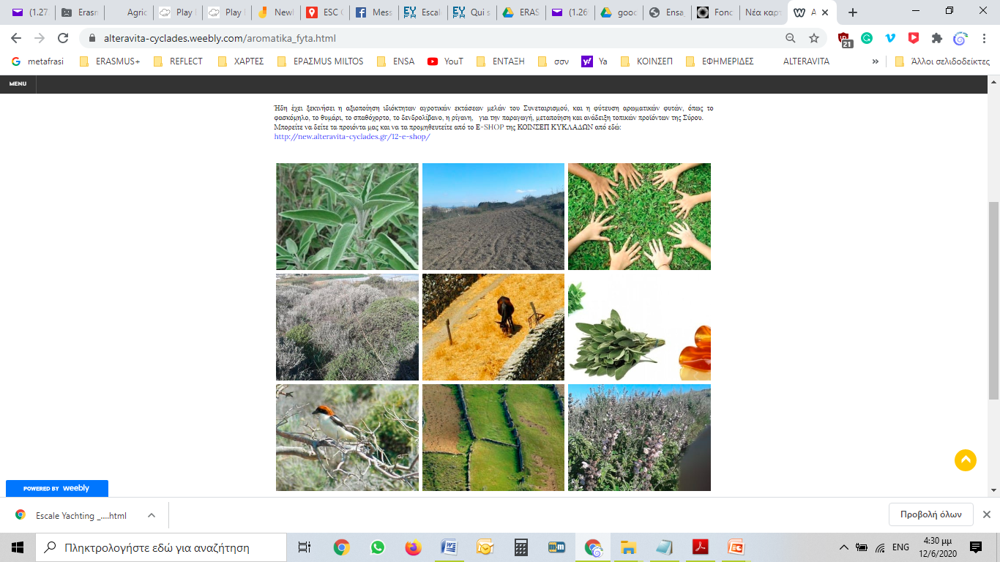 (1.27
Erasm
Agric
Play I
Play I
Newl
ESC (
Mess
Escal
Qui s
ERAS
(1.26
gooc
Ensa
Fonc
Νέα καρτ
A
alteravita-cyclades.weebly.com/aromatika_fyta.html
21
metafrasi
ERASMUS+
REFLECT
ΧΑΡΤΕΣ
ΕΡΑΣΜUS MILTOS
ENSA
YouT
ΕΝΤΑΞΗ
σσν
Ya
ΚΟΙΝΣΕΠ
ΕΦΗΜΕΡΙΔΕΣ
ALTERAVITA
»
Άλλοι σελιδοδείκτες
MENU
Ήδη έχει ξεκινήσει η αξιοποίηση ιδιόκτητων αγροτικών εκτάσεων μελών του Συνεταιρισμού, και η φύτευση αρωματικών φυτών, όπως το
φασκόμηλο, το θυμάρι, το σπαθόχορτο, το δενδρολίβανο, η ρίγανη, για την παραγωγή, μεταποίηση και ανάδειξη τοπικών προϊόντων της Σύρου.
Μπορείτε να δείτε τα προιόντα μας και να τα προμηθευτείτε από το E-SHOP της ΚΟΙΝΣΕΠ ΚΥΚΛΑΔΩΝ από εδώ:
http://new.alteravita-cyclades.gr/12-e-shop/
POWERED BY weebly
Escale Yachting _....html
Προβολή όλων
Πληκτρολογήστε εδώ για αναζήτηση
ENG
4:30 μμ
12/6/2020